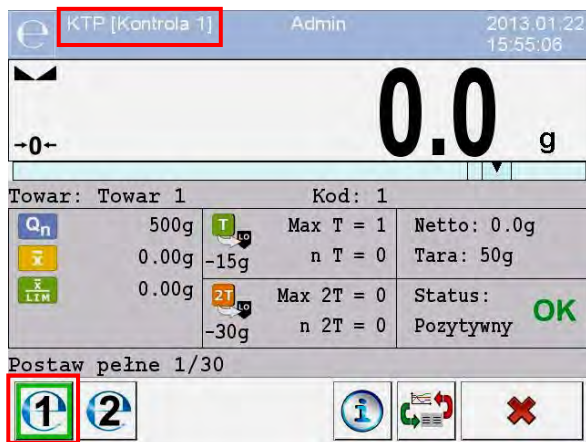 KTP [Kontrola 1] Admin 2013.01.22
15:55:06
0.0 g
→0←
Towar: Towar 1 Kod: 1
Qn 500g T LO Max T = 1 Netto: 0.0g
x 0.00g -15g n T = 0 Tara: 50g
x LIM 0.00g 2T LO Max 2T = 0 Status: OK
-30g n 2T = 0 Pozytywny
Postaw pełne 1/30
1 2 i